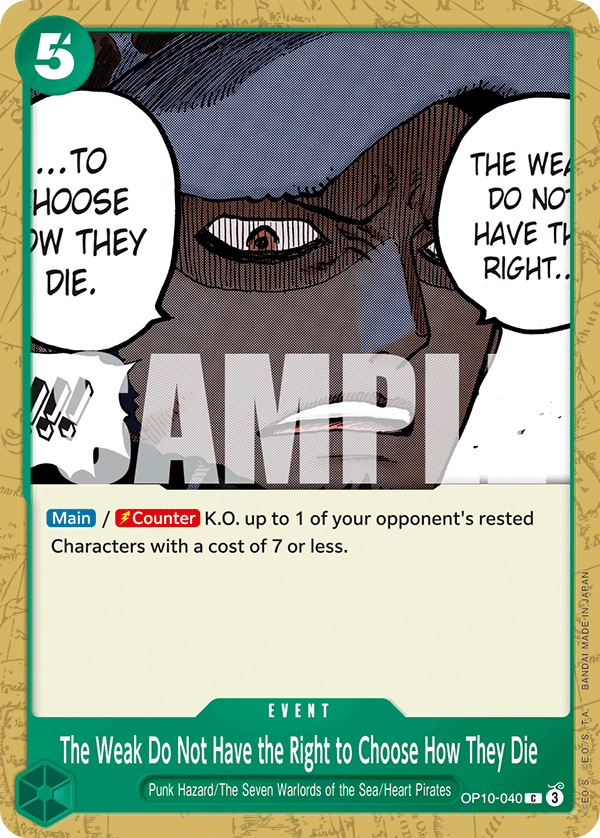 DLICHES EISMEER
5
THE WEA
DO NOT
HAVE TH
RIGHT..
...TO
HOOSE
OW THEY
DIE.
!!!
SAMPLE
Main / Counter K.O. up to 1 of your opponent's rested
Characters with a cost of 7 or less.
EVENT
The Weak Do Not Have the Right to Choose How They Die
Punk Hazard/The Seven Warlords of the Sea/Heart Pirates
OP10-040 C 3
©E.O./S. ©E.O./S.,T.A. BANDAI MADE IN JAPAN